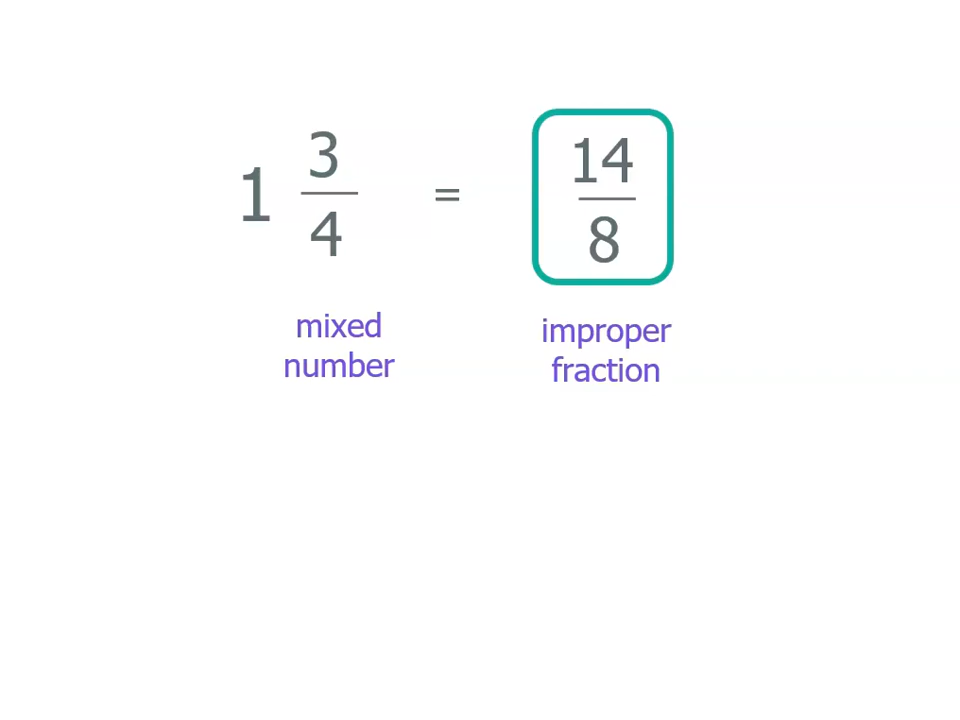 1 3/4 = 14/8
mixed
number
improper
fraction